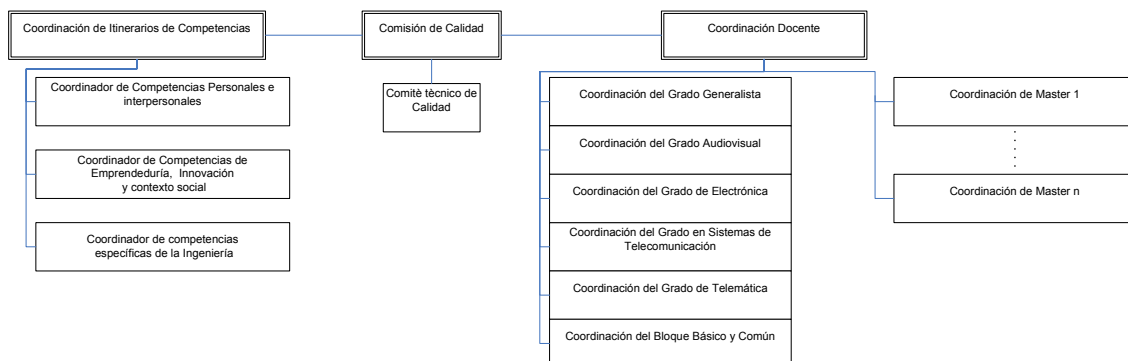 Coordinación de Itinerarios de Competencias
Comisión de Calidad
Coordinación Docente
Coordinador de Competencias Personales e
interpersonales
Coordinador de Competencias de
Emprendeduría, Innovación
y contexto social
Coordinador de competencias
específicas de la Ingeniería
Comitè tècnico de
Calidad
Coordinación del Grado Generalista
Coordinación del Grado Audiovisual
Coordinación del Grado de Electrónica
Coordinación del Grado en Sistemas de
Telecomunicación
Coordinación del Grado de Telemática
Coordinación del Bloque Básico y Común
Coordinación de Master 1
Coordinación de Master n